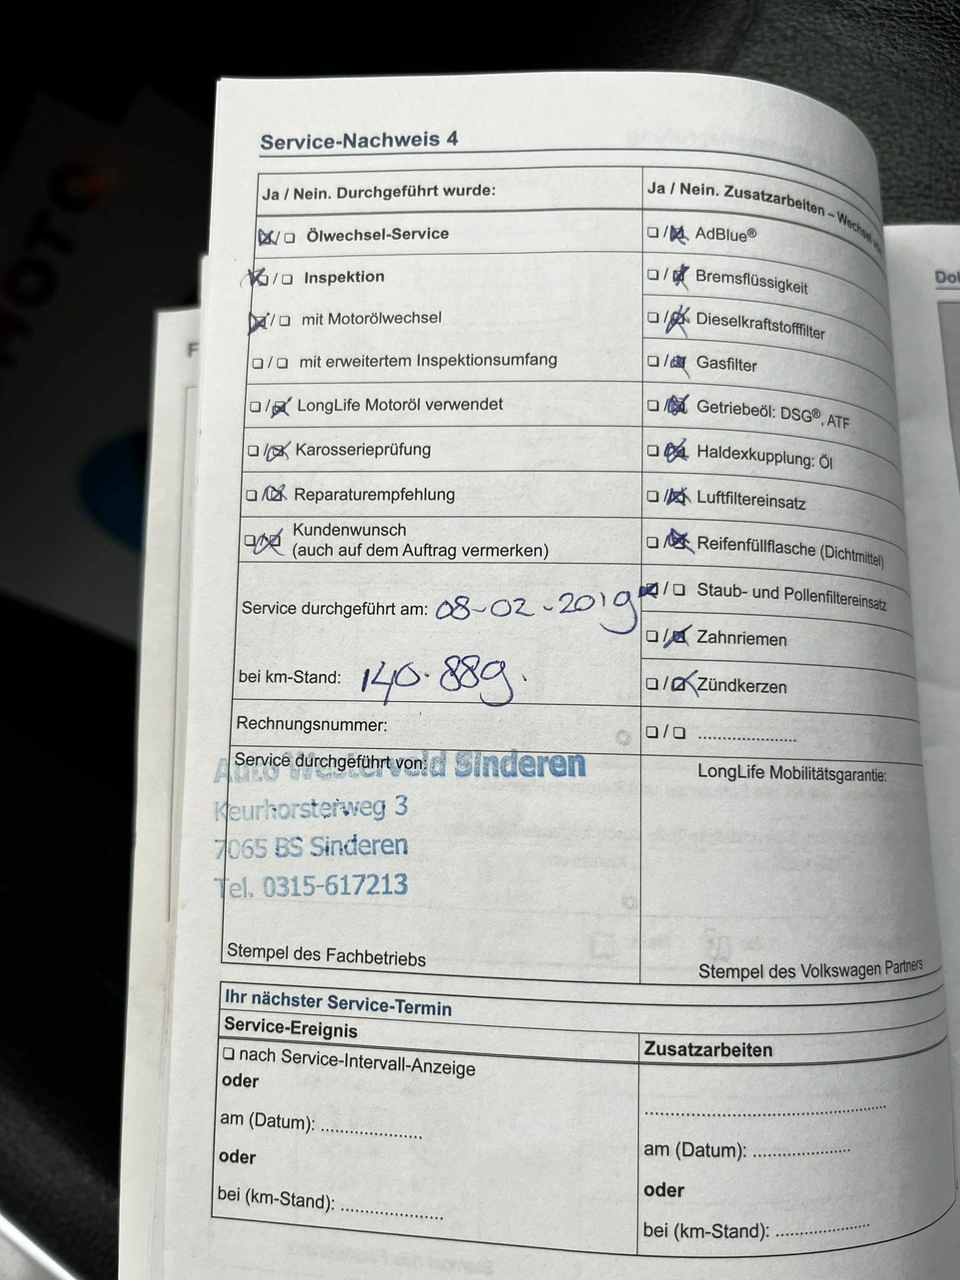 Service-Nachweis 4
Ja / Nein. Durchgeführt wurde:
☒/☐ Ölwechsel-Service
☒/☐ Inspektion
☒/☐ mit Motorölwechsel
☐/☐ mit erweitertem Inspektionsumfang
☐/☒ LongLife Motoröl verwendet
☐/☒ Karosserieprüfung
☐/☒ Reparaturempfehlung
☐/☒ Kundenwunsch
(auch auf dem Auftrag vermerken)
Service durchgeführt am: 08-02-2019
bei km-Stand: 140.889.
Rechnungsnummer:
Service durchgeführt von:
Auto Westerveld Sinderen
Keurhorsterweg 3
7065 BS Sinderen
Tel. 0315-617213
Stempel des Fachbetriebs
Ja / Nein. Zusatzarbeiten – Wechsel
☐/☒ AdBlue®
☐/☒ Bremsflüssigkeit
☐/☒ Dieselkraftstofffilter
☐/☒ Gasfilter
☐/☒ Getriebeöl: DSG®, ATF
☐/☒ Haldexkupplung: Öl
☐/☒ Luftfiltereinsatz
☐/☒ Reifenfüllflasche (Dichtmittel)
☒/☐ Staub- und Pollenfiltereinsatz
☐/☒ Zahnriemen
☐/☒ Zündkerzen
☐/☐ ......................
LongLife Mobilitätsgarantie:
Stempel des Volkswagen Partners
Ihr nächster Service-Termin
Service-Ereignis
☐ nach Service-Intervall-Anzeige
oder
am (Datum): ......................
oder
bei (km-Stand): ......................
Zusatzarbeiten
..................................................
am (Datum): ......................
oder
bei (km-Stand): ......................
MOTO